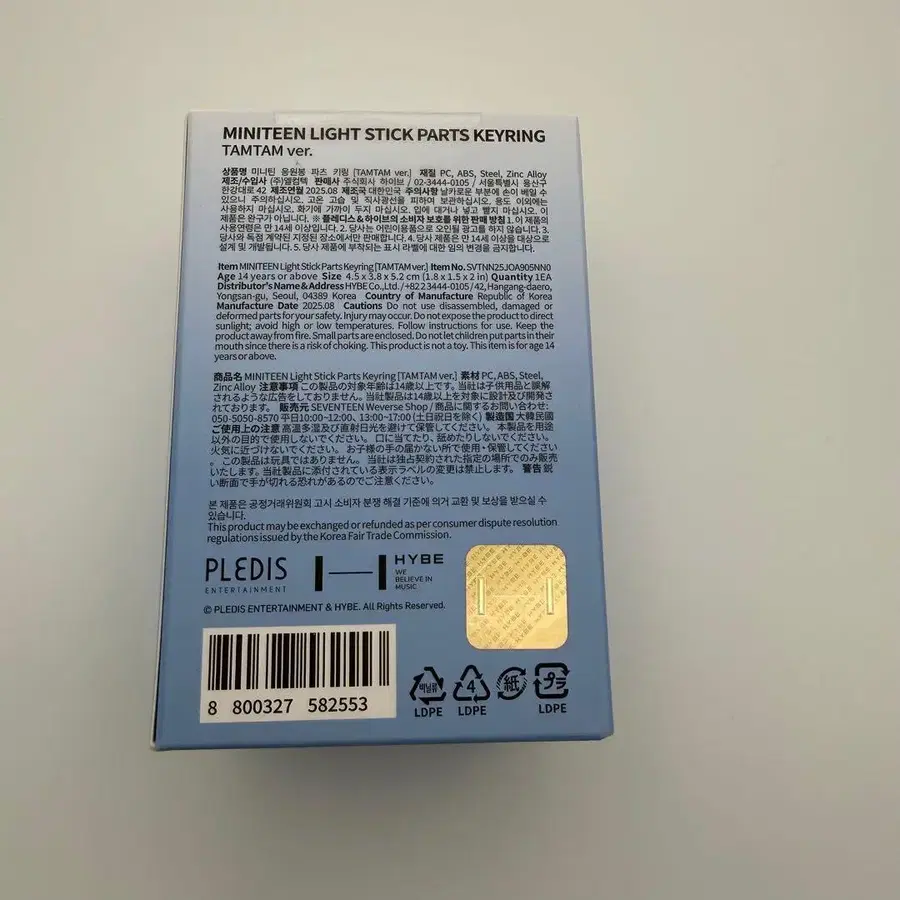 MINITEEN LIGHT STICK PARTS KEYRING
TAMTAM ver.
상품명 미니틴 응원봉 파츠 키링 [TAMTAM ver.] 재질 PC, ABS, Steel, Zinc Alloy
제조/수입사 (주)엘컴텍 판매사 주식회사 하이브 / 02-3444-0105 / 서울특별시 용산구
한강대로 42 제조연월 2025.08 제조국 대한민국 주의사항 날카로운 부분에 손이 베일 수
있으니 주의하십시오. 고온 고습 및 직사광선을 피하여 보관하십시오. 용도 이외에는
사용하지 마십시오. 화기에 가까이 두지 마십시오. 입에 대거나 넣고 빨지 마십시오. 이
제품은 완구가 아닙니다. ※ 플레디스 & 하이브의 소비자 보호를 위한 판매 방침 1. 이 제품의
사용연령은 만 14세 이상입니다. 2. 당사는 어린이용품으로 오인될 광고를 하지 않습니다. 3.
당사와 독점 계약된 지정된 장소에서만 판매합니다. 4. 당사 제품은 만 14세 이상을 대상으로
설계 및 개발됩니다. 5. 당사 제품에 부착되는 표시 라벨에 대한 임의 변경을 금지합니다.
Item MINITEEN Light Stick Parts Keyring [TAMTAM ver.] Item No. SVTNN25JOA905NN0
Age 14 years or above Size 4.5 x 3.8 x 5.2 cm (1.8 x 1.5 x 2 in) Quantity 1EA
Distributor's Name & Address HYBE Co.,Ltd. / +82 2 3444-0105 / 42, Hangang-daero,
Yongsan-gu, Seoul, 04389 Korea Country of Manufacture Republic of Korea
Manufacture Date 2025.08 Cautions Do not use disassembled, damaged or
deformed parts for your safety. Injury may occur. Do not expose the product to direct
sunlight; avoid high or low temperatures. Follow instructions for use. Keep the
product away from fire. Small parts are enclosed. Do not let children put parts in their
mouth since there is a risk of choking. This product is not a toy. This item is for age 14
years or above.
商品名 MINITEEN Light Stick Parts Keyring [TAMTAM ver.] 素材 PC, ABS, Steel,
Zinc Alloy 注意事項 この製品の対象年齢は14歳以上です。当社は子供用品と誤解
されるような広告をしておりません。当社製品は14歳以上を対象に設計及び開発さ
れております。 販売元 SEVENTEEN Weverse Shop / 商品に関するお問い合わせ:
050-5050-8570 平日10:00~12:00、13:00~17:00 (土日祝日を除く) 製造国 大韓民国
ご使用上の注意 高温多湿及び直射日光を避けて保管してください。 本製品を用途
以外の目的で使用しないでください。 口に当てたり、舐めたりしないでください。
火気に近づけないでください。 お子様の手の届かない所で使用・保管してください
。 この製品は玩具ではありません。 当社は独占契約された指定の場所でのみ販売
いたします。当社製品に添付されている表示ラベルの変更は禁止します。 警告 鋭
い断面で手が切れる恐れがあるのでご注意ください。
본 제품은 공정거래위원회 고시 소비자 분쟁 해결 기준에 의거 교환 및 보상을 받으실 수
있습니다.
This product may be exchanged or refunded as per consumer dispute resolution
regulations issued by the Korea Fair Trade Commission.
PLEDIS
ENTERTAINMENT
HYBE
WE
BELIEVE IN
MUSIC
© PLEDIS ENTERTAINMENT & HYBE. All Rights Reserved.
8 800327 582553
비닐류
LDPE
4
LDPE
紙
プラ
LDPE